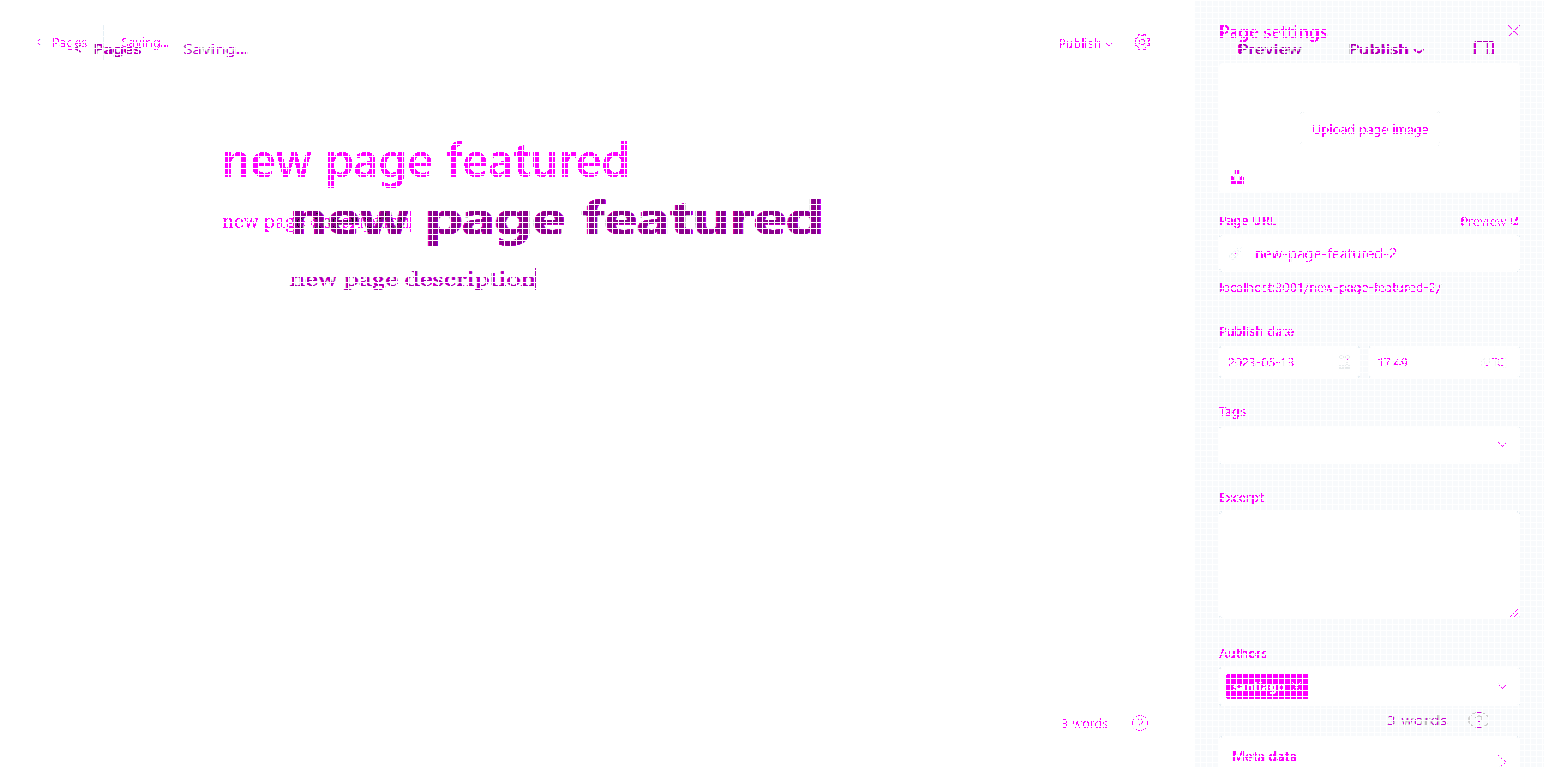 Pages Saving... Publish
Pages Saving... Preview Publish
Page settings
Upload page image
new page featured
new page featured
new page description
Page URL Preview
new-page-featured-2
localhost:3001/new-page-featured-2/
Publish date
2023-05-13 17:49 UTC
Tags
Excerpt
Authors
3 words
3 words
Meta data